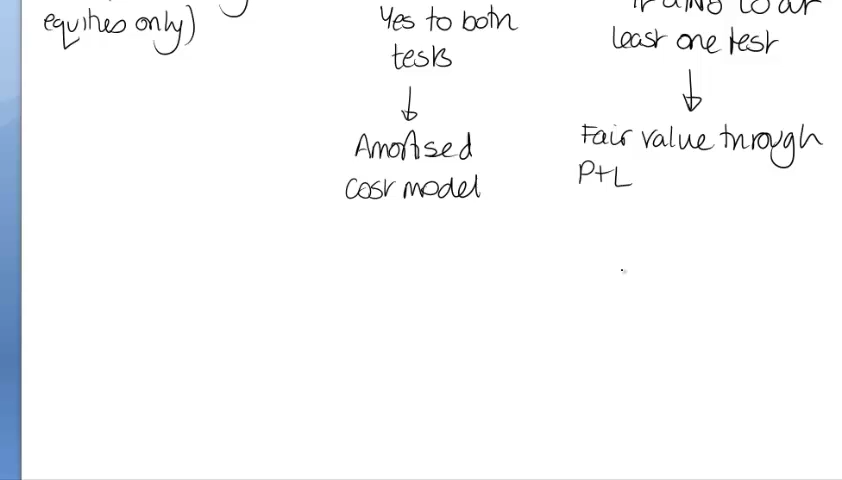 equities only)
Yes to both
tests
↓
Amortised
cost model
least one test
↓
Fair value through
P+L